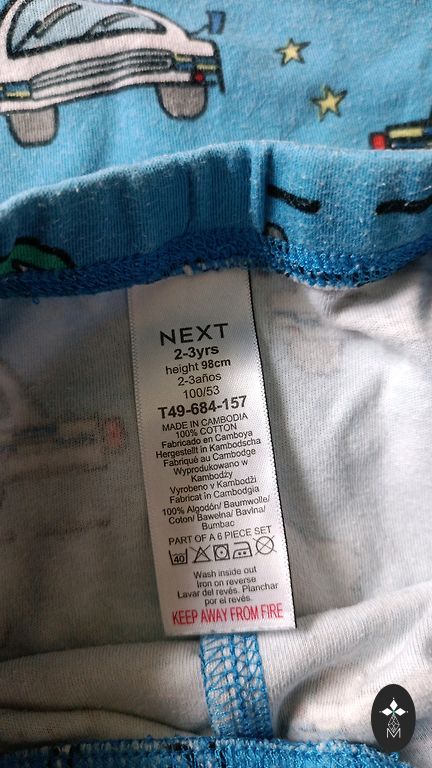 NEXT
2-3yrs
height 98cm
2-3años
100/53
T49-684-157
MADE IN CAMBODIA
100% COTTON
Fabricado en Camboya
Hergestellt in Kambodscha
Fabriqué au Cambodge
Wyprodukowano w
Kambodży
Vyrobeno v Kambodži
Fabricat in Cambodgia
100% Algodón/ Baumwolle/
Coton/ Bawełna/ Bavlna/
Bumbac
PART OF A 6 PIECE SET
40
Wash inside out
Iron on reverse
Lavar del revés. Planchar
por el revés.
KEEP AWAY FROM FIRE